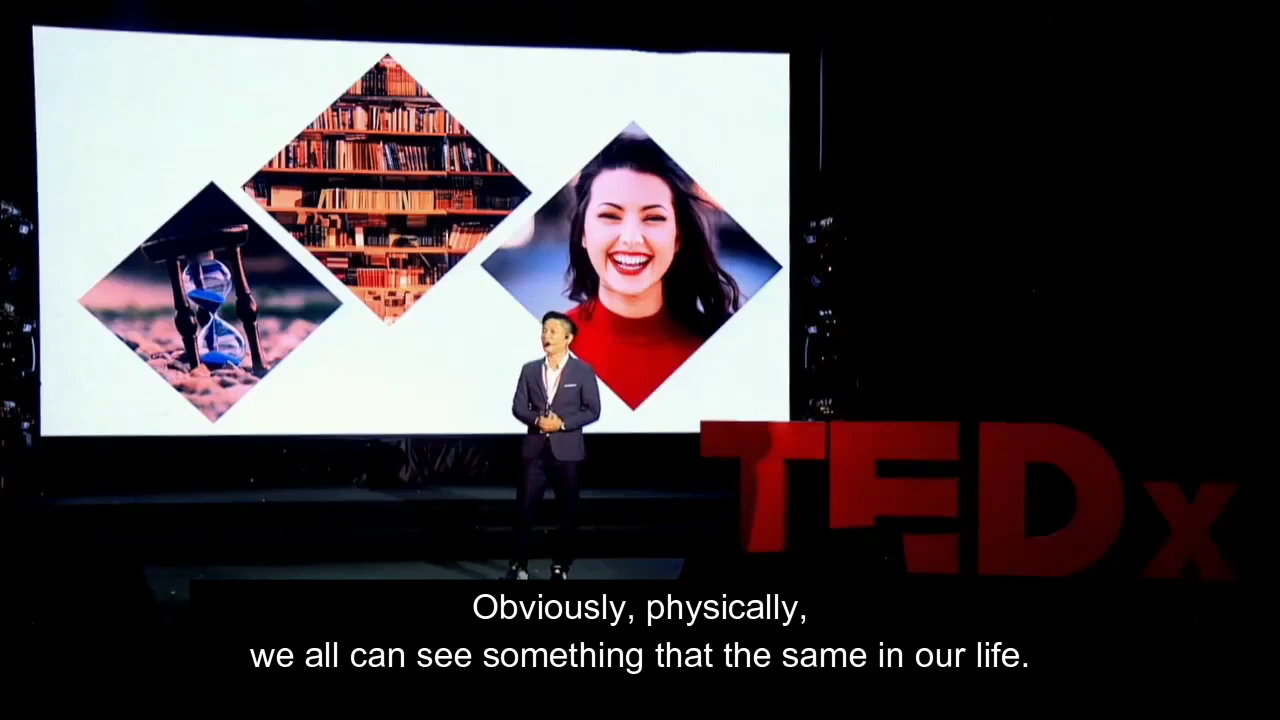 TEDx
Obviously, physically,
we all can see something that the same in our life.